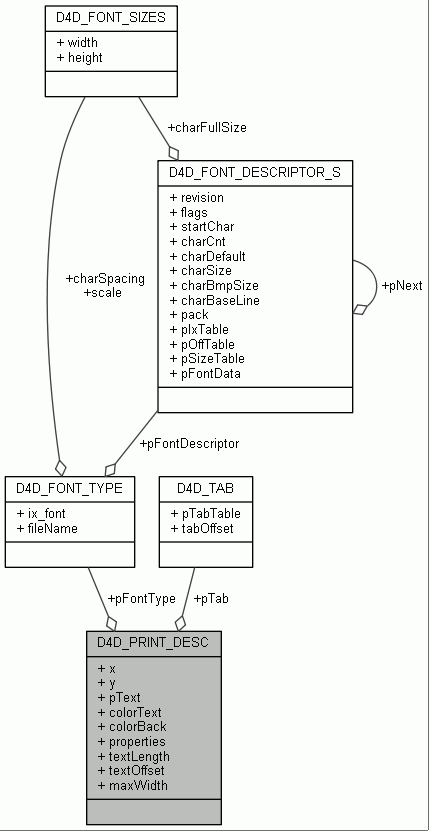 D4D_FONT_SIZES
+ width
+ height
+charFullSize
D4D_FONT_DESCRIPTOR_S
+ revision
+ flags
+ startChar
+ charCnt
+ charDefault
+ charSize
+ charBmpSize
+ charBaseLine
+ pack
+ pIxTable
+ pOffTable
+ pSizeTable
+ pFontData
+charSpacing
+scale
+pNext
+pFontDescriptor
D4D_FONT_TYPE
+ ix_font
+ fileName
D4D_TAB
+ pTabTable
+ tabOffset
+pFontType
+pTab
D4D_PRINT_DESC
+ x
+ y
+ pText
+ colorText
+ colorBack
+ properties
+ textLength
+ textOffset
+ maxWidth